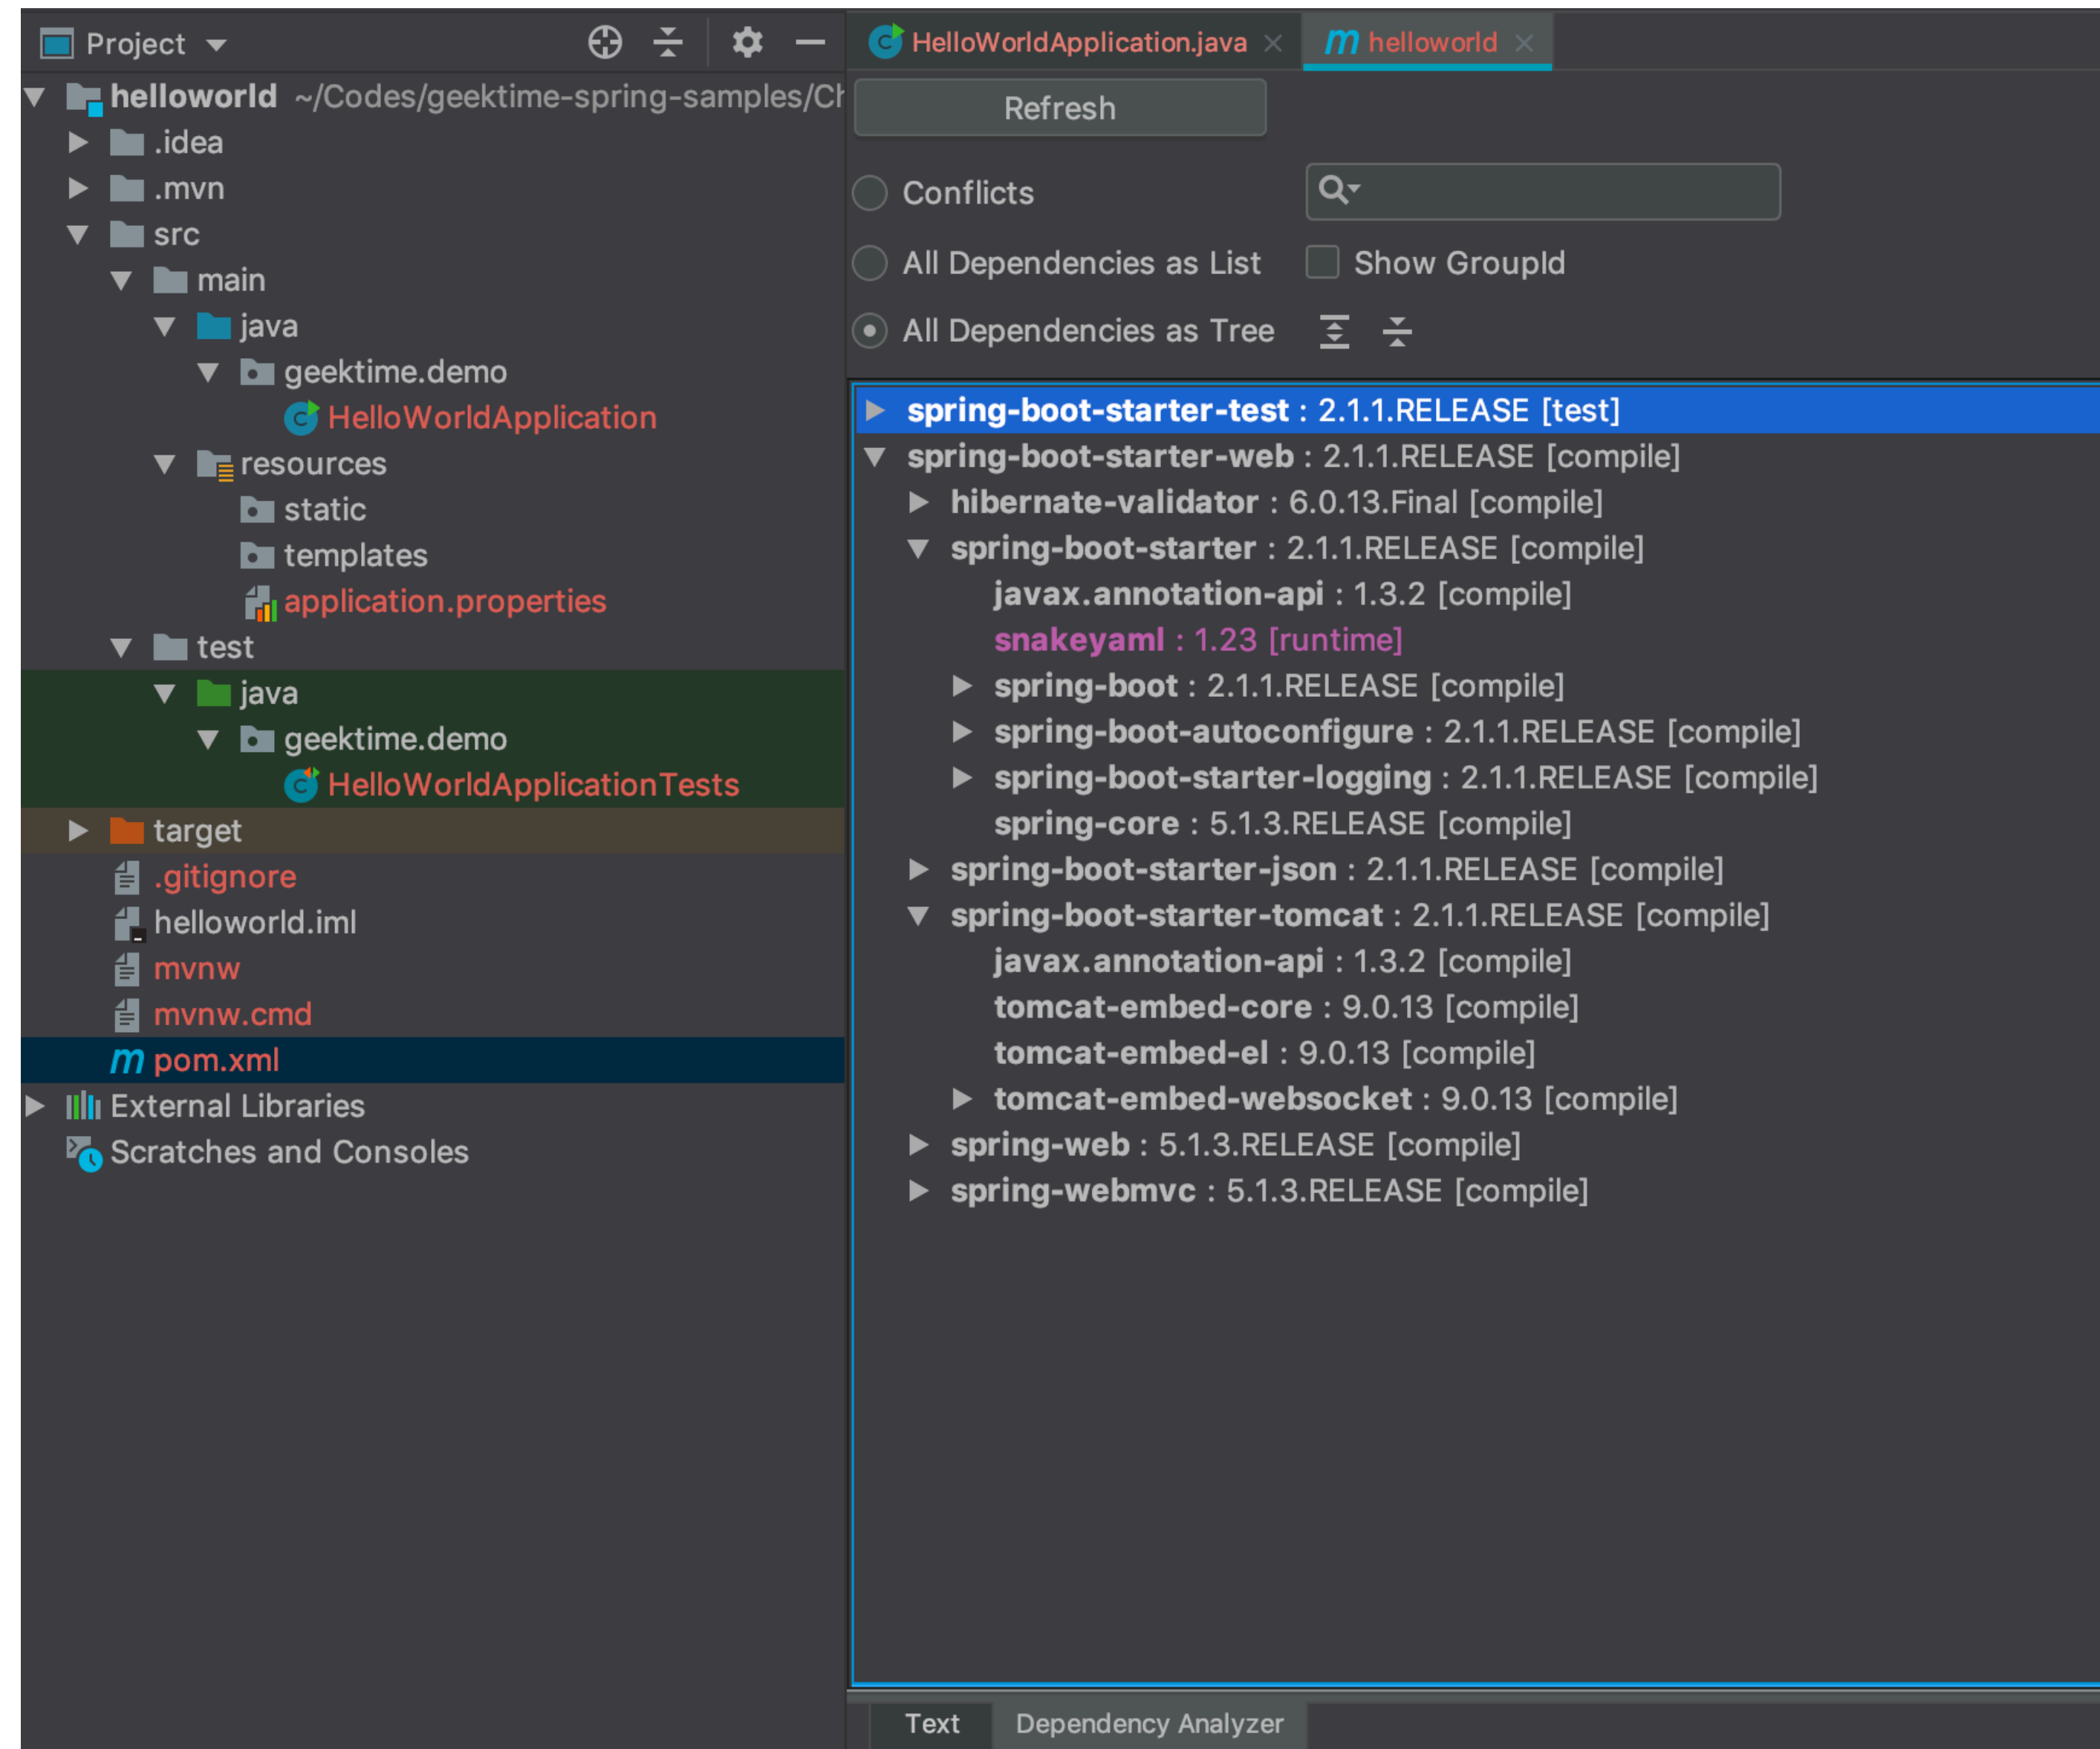 Project
helloworld ~/Codes/geektime-spring-samples/Ch
.idea
.mvn
src
main
java
geektime.demo
HelloWorldApplication
resources
static
templates
application.properties
test
java
geektime.demo
HelloWorldApplicationTests
target
.gitignore
helloworld.iml
mvnw
mvnw.cmd
pom.xml
External Libraries
Scratches and Consoles
HelloWorldApplication.java
helloworld
Refresh
Conflicts
All Dependencies as List
Show GroupId
All Dependencies as Tree
spring-boot-starter-test : 2.1.1.RELEASE [test]
spring-boot-starter-web : 2.1.1.RELEASE [compile]
hibernate-validator : 6.0.13.Final [compile]
spring-boot-starter : 2.1.1.RELEASE [compile]
javax.annotation-api : 1.3.2 [compile]
snakeyaml : 1.23 [runtime]
spring-boot : 2.1.1.RELEASE [compile]
spring-boot-autoconfigure : 2.1.1.RELEASE [compile]
spring-boot-starter-logging : 2.1.1.RELEASE [compile]
spring-core : 5.1.3.RELEASE [compile]
spring-boot-starter-json : 2.1.1.RELEASE [compile]
spring-boot-starter-tomcat : 2.1.1.RELEASE [compile]
javax.annotation-api : 1.3.2 [compile]
tomcat-embed-core : 9.0.13 [compile]
tomcat-embed-el : 9.0.13 [compile]
tomcat-embed-websocket : 9.0.13 [compile]
spring-web : 5.1.3.RELEASE [compile]
spring-webmvc : 5.1.3.RELEASE [compile]
Text
Dependency Analyzer